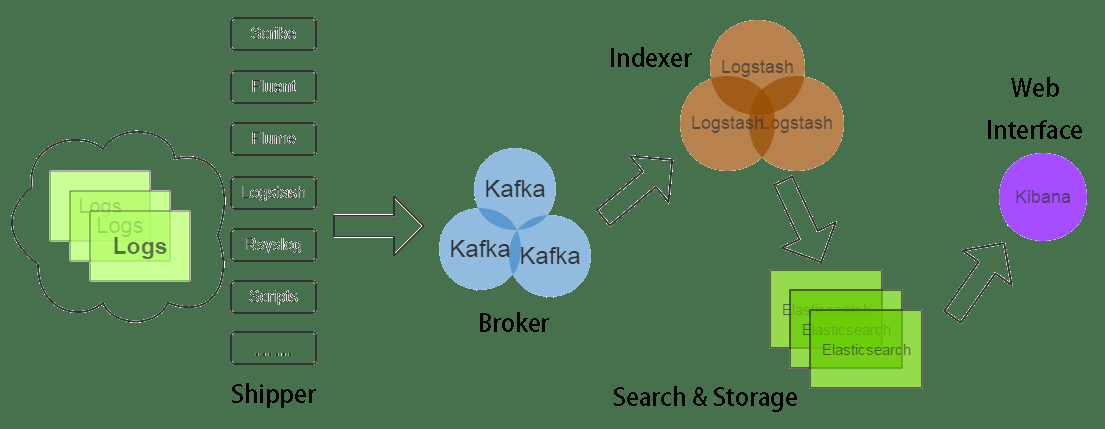 Logs
Logs
Logs
Scribe
Fluent
Flume
Logstash
Rsyslog
Scripts
.........
Shipper
Kafka
Kafka
Kafka
Broker
Indexer
Logstash
Logstash
Logstash
Elasticsearch
Elasticsearch
Elasticsearch
Search & Storage
Web
Interface
Kibana